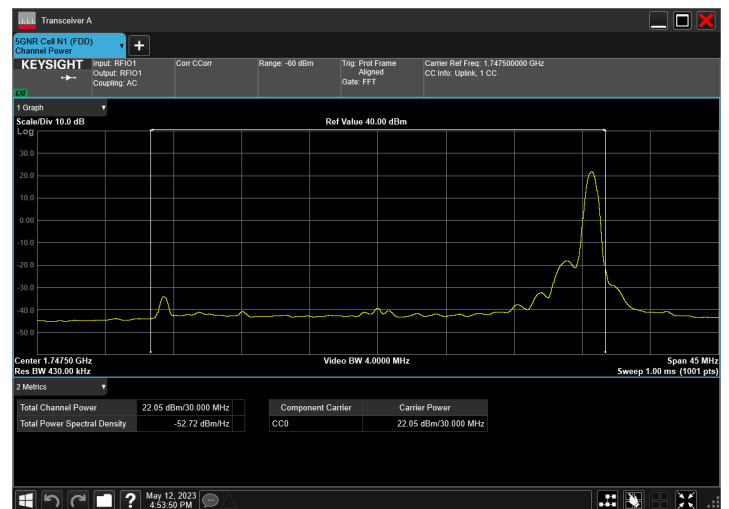 Transceiver A
5GNR Cell N1 (FDD)
Channel Power
KEYSIGHT
LXI
Input: RFIO1
Output: RFIO1
Coupling: AC
Corr CCorr
Range: -60 dBm
Trig: Prot Frame
Aligned
Gate: FFT
Carrier Ref Freq: 1.747500000 GHz
CC Info: Uplink, 1 CC
1 Graph
Scale/Div 10.0 dB
Ref Value 40.00 dBm
Log
30.0
20.0
10.0
0.00
-10.0
-20.0
-30.0
-40.0
-50.0
Center 1.74750 GHz
Video BW 4.0000 MHz
Span 45 MHz
Res BW 430.00 kHz
Sweep 1.00 ms (1001 pts)
2 Metrics
Total Channel Power 22.05 dBm/30.000 MHz
Total Power Spectral Density -52.72 dBm/Hz
Component Carrier Carrier Power
CC0 22.05 dBm/30.000 MHz
May 12, 2023
4:53:50 PM